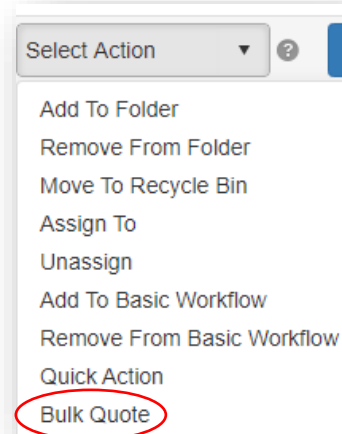 Select Action
Add To Folder
Remove From Folder
Move To Recycle Bin
Assign To
Unassign
Add To Basic Workflow
Remove From Basic Workflow
Quick Action
Bulk Quote